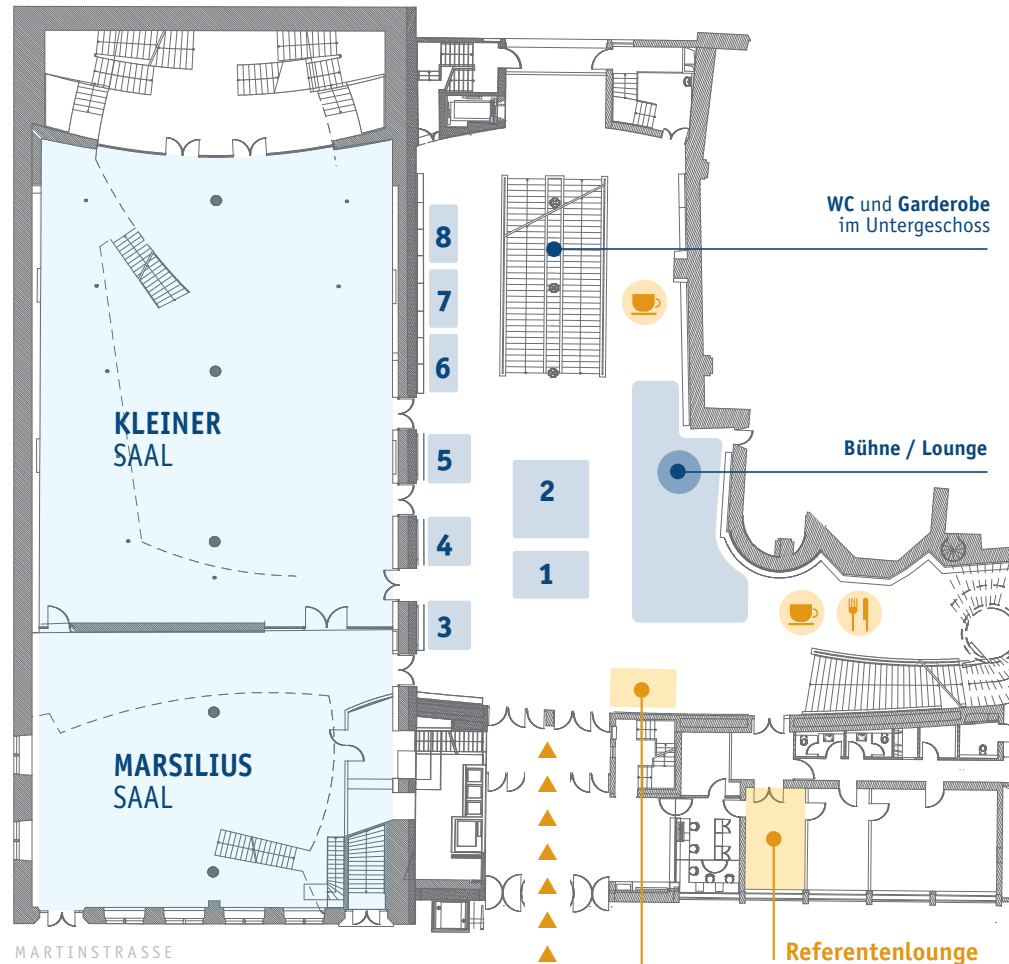 WC und Garderobe
im Untergeschoss
8
7
6
KLEINER
SAAL
5
Bühne / Lounge
2
4
1
3
MARSILIUS
SAAL
MARTINSTRASSE
Referentenlounge